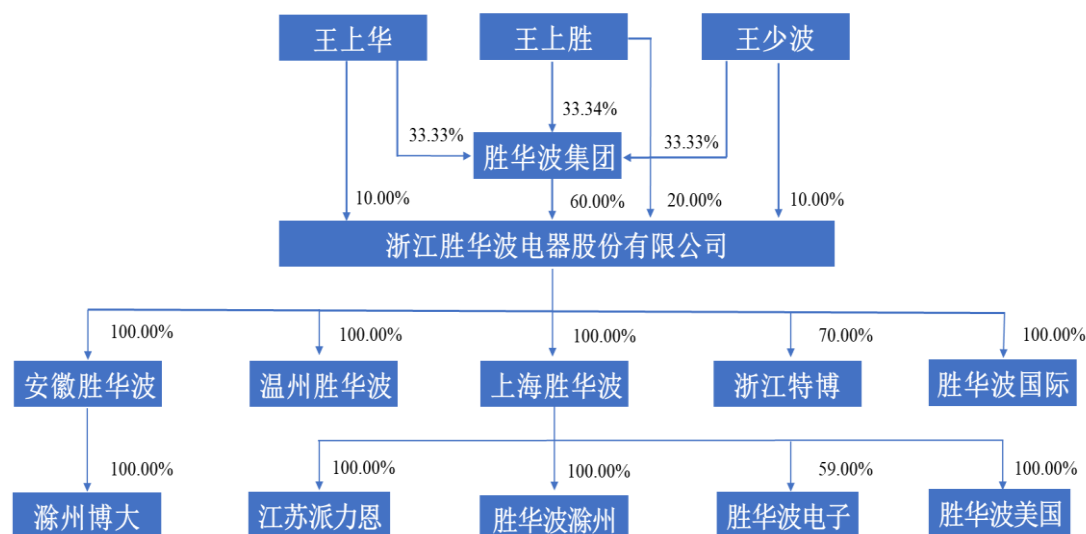 王上华
王上胜
王少波
33.34%
33.33%
33.33%
胜华波集团
10.00%
60.00%
20.00%
10.00%
浙江胜华波电器股份有限公司
100.00%
100.00%
100.00%
70.00%
100.00%
安徽胜华波
温州胜华波
上海胜华波
浙江特博
胜华波国际
100.00%
100.00%
100.00%
59.00%
100.00%
滁州博大
江苏派力恩
胜华波滁州
胜华波电子
胜华波美国